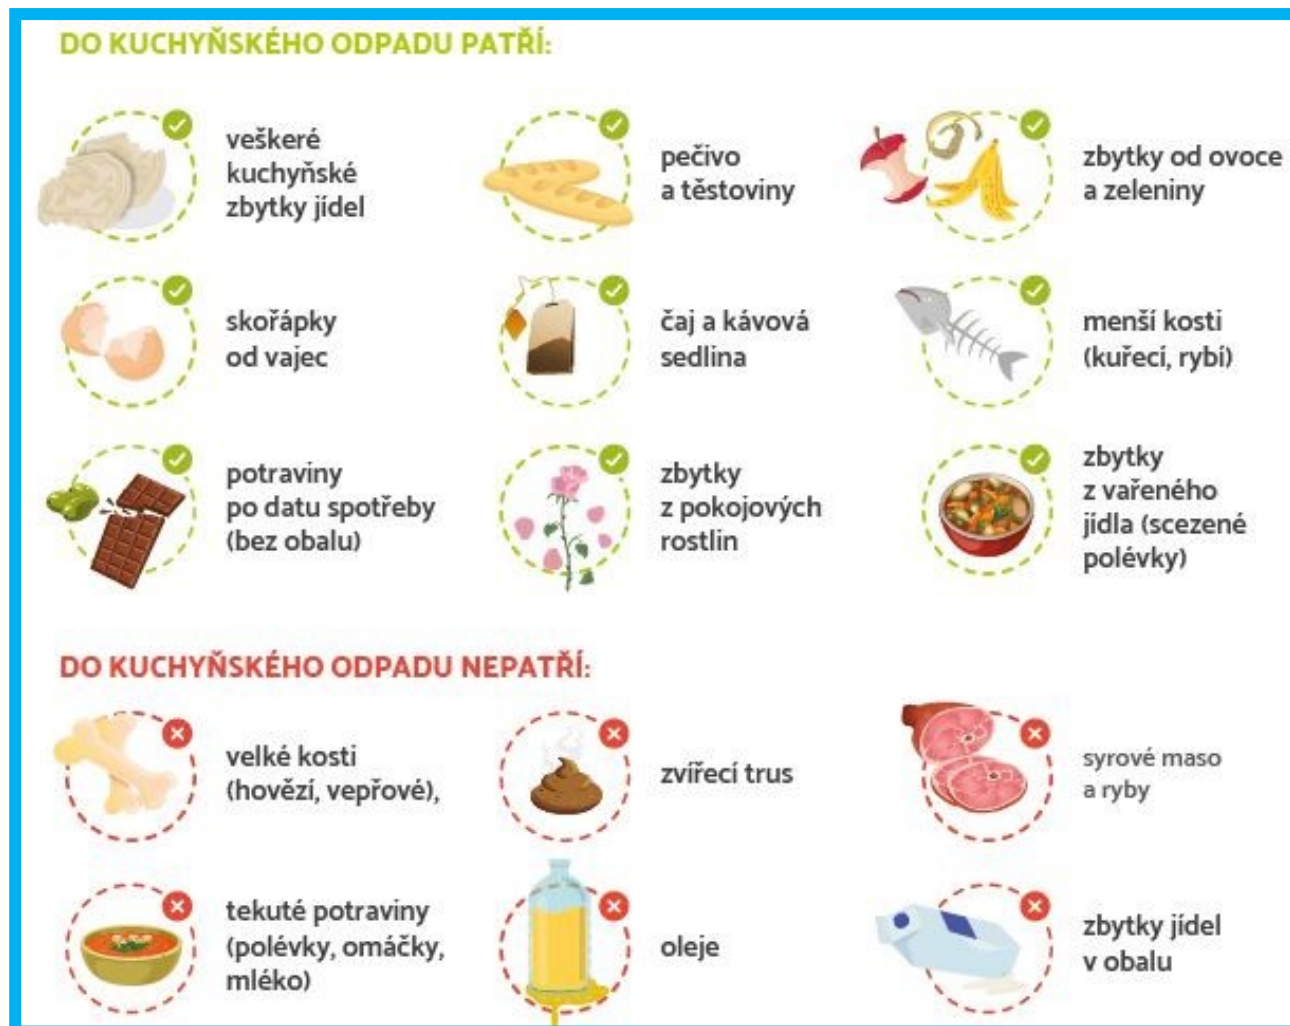 DO KUCHYŇSKÉHO ODPADU PATŘÍ:
veškeré
kuchyňské
zbytky jídel
pečivo
a těstoviny
zbytky od ovoce
a zeleniny
skořápky
od vajec
čaj a kávová
sedlina
menší kosti
(kuřecí, rybí)
potraviny
po datu spotřeby
(bez obalu)
zbytky
z pokojových
rostlin
zbytky
z vařeného
jídla (scezené
polévky)
DO KUCHYŇSKÉHO ODPADU NEPATŘÍ:
velké kosti
(hovězí, vepřové),
zvířecí trus
syrové maso
a ryby
tekuté potraviny
(polévky, omáčky,
mléko)
oleje
zbytky jídel
v obalu